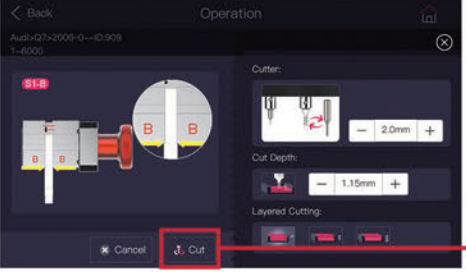 Back
Operation
Audi>Q7>2006-0---ID:909
1-6000
S1-B
B B
B B
Cutter:
— 2.0mm +
Cut Depth:
— 1.15mm +
Layered Cutting:
Cancel
Cut